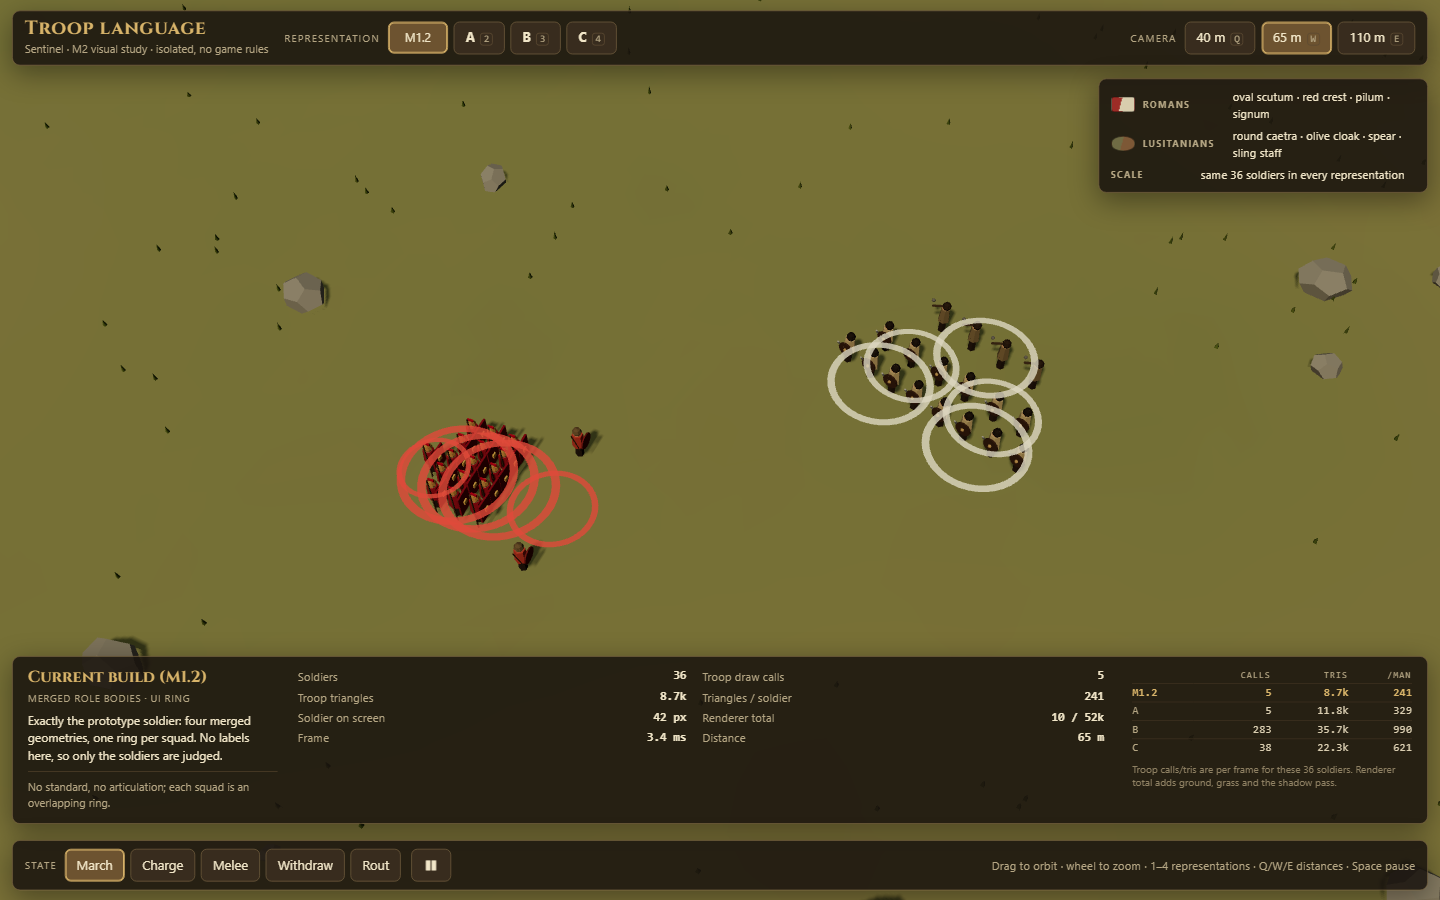 Troop language
Sentinel · M2 visual study · isolated, no game rules
REPRESENTATION
M1.2
A 2
B 3
C 4
CAMERA
40 m Q
65 m W
110 m E
ROMANS
oval scutum · red crest · pilum ·
signum
LUSITANIANS
round caetra · olive cloak · spear ·
sling staff
SCALE
same 36 soldiers in every representation
Current build (M1.2)
MERGED ROLE BODIES · UI RING
Exactly the prototype soldier: four merged
geometries, one ring per squad. No labels
here, so only the soldiers are judged.
No standard, no articulation; each squad is an
overlapping ring.
Soldiers 36
Troop triangles 8.7k
Soldier on screen 42 px
Frame 3.4 ms
Troop draw calls 5
Triangles / soldier 241
Renderer total 10 / 52k
Distance 65 m
CALLS TRIS /MAN
M1.2 5 8.7k 241
A 5 11.8k 329
B 283 35.7k 990
C 38 22.3k 621
Troop calls/tris are per frame for these 36 soldiers. Renderer
total adds ground, grass and the shadow pass.
STATE
March
Charge
Melee
Withdraw
Rout
Drag to orbit · wheel to zoom · 1–4 representations · Q/W/E distances · Space pause